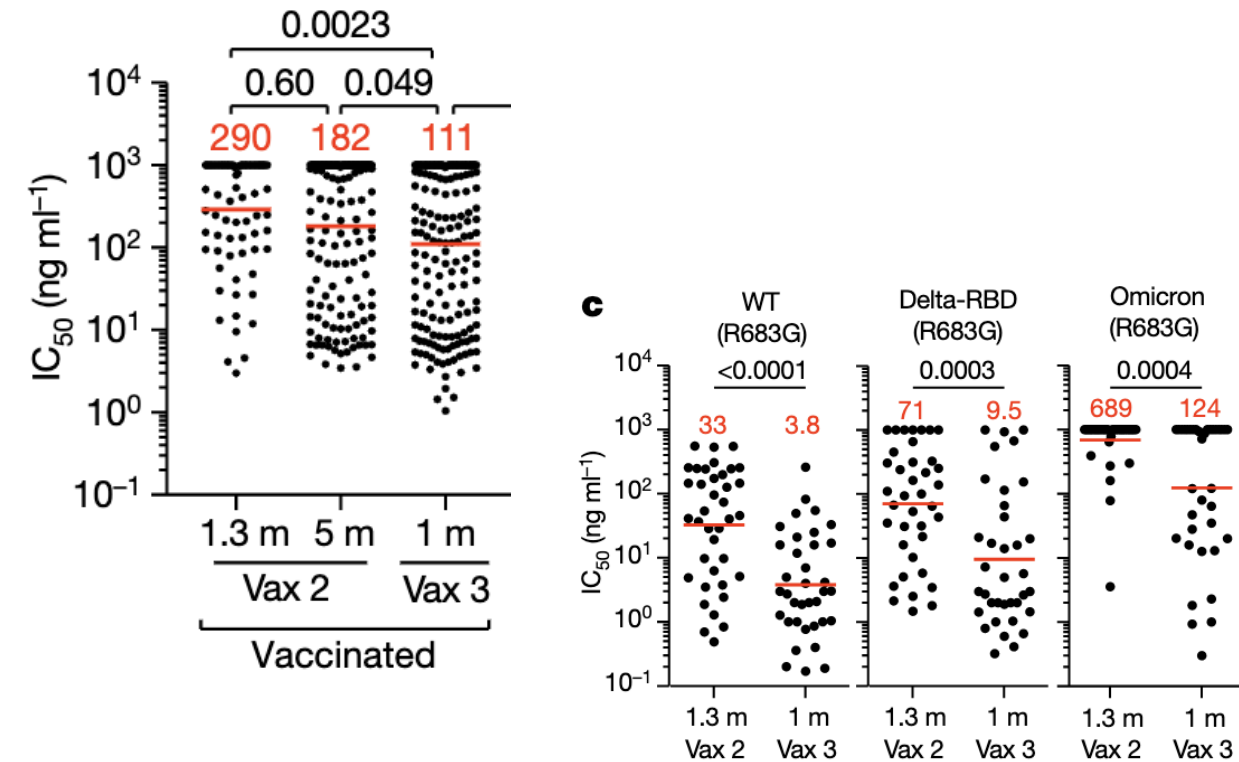 0.0023
0.60 0.049
10⁴
290 182 111
10³
10²
10¹
10⁰
10⁻¹
IC₅₀ (ng ml⁻¹)
1.3 m 5 m 1 m
Vax 2 Vax 3
Vaccinated
c
WT
(R683G)
Delta-RBD
(R683G)
Omicron
(R683G)
<0.0001 0.0003 0.0004
10⁴
33 3.8 71 9.5 689 124
10³
10²
10¹
10⁰
10⁻¹
IC₅₀ (ng ml⁻¹)
1.3 m 1 m 1.3 m 1 m 1.3 m 1 m
Vax 2 Vax 3 Vax 2 Vax 3 Vax 2 Vax 3